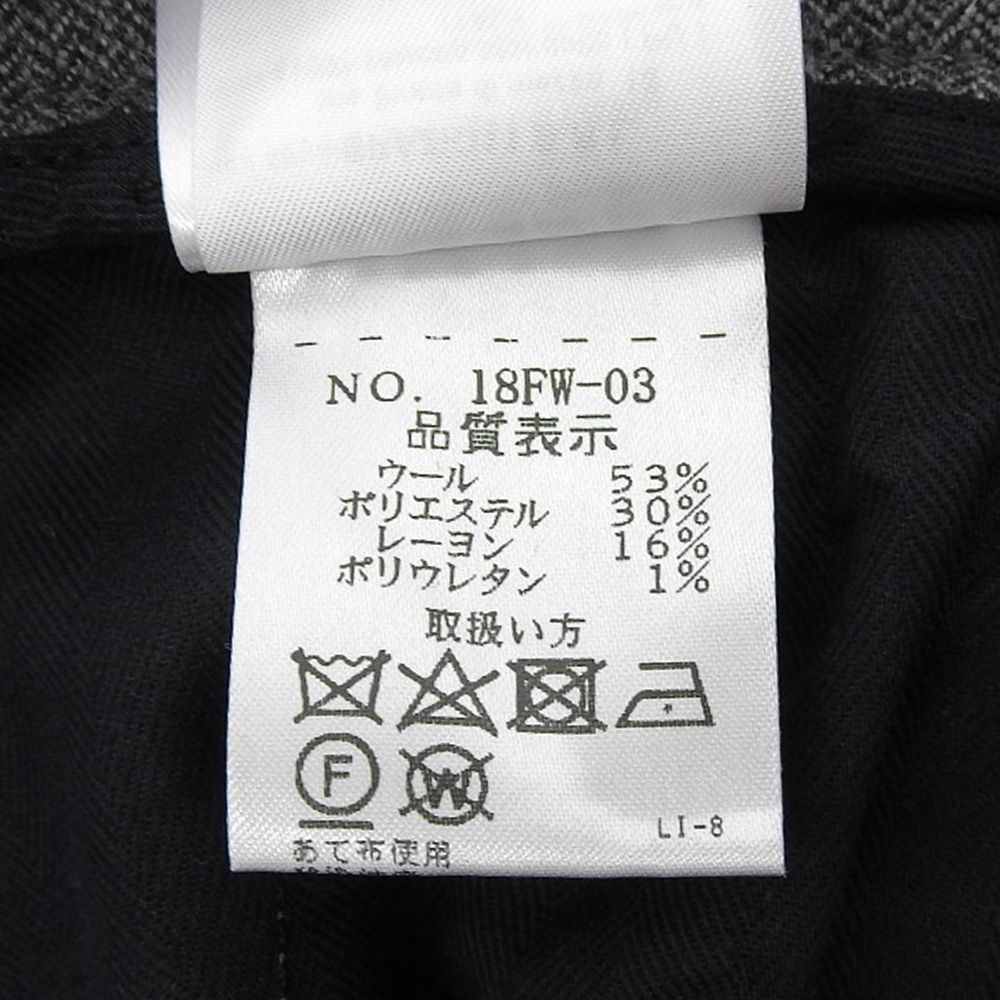 NO. 18FW-03
品質表示
ウール 53%
ポリエステル 30%
レーヨン 16%
ポリウレタン 1%
取扱い方
F W
LI-8
あて布使用